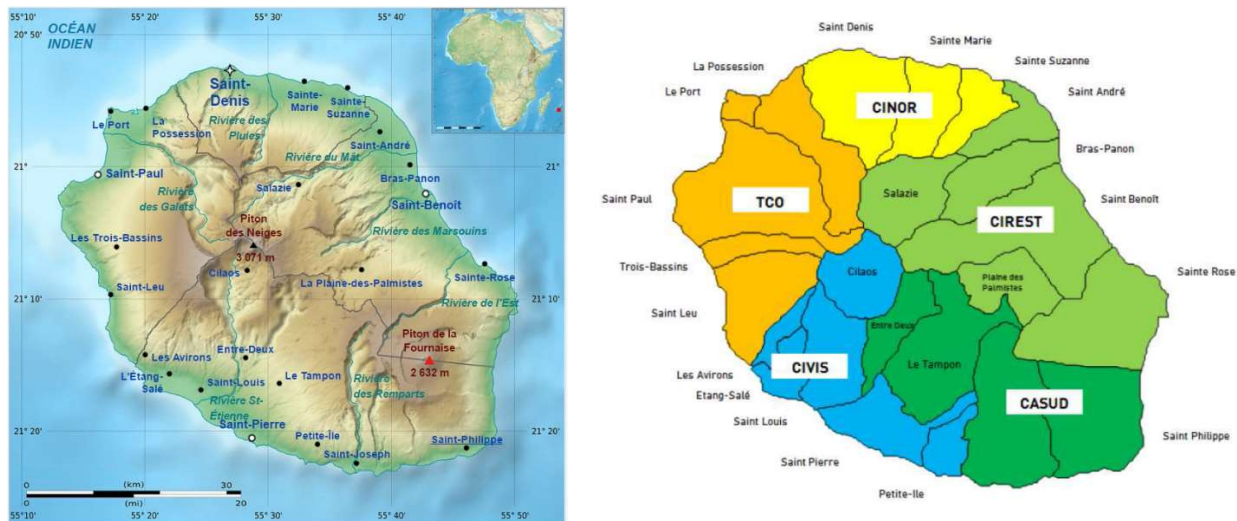 55° 10'
55° 20'
55° 30'
55° 40'
55° 50'
20° 50'
OCÉAN
INDIEN
Saint-
Denis
Sainte-
Marie
Sainte-
Suzanne
Le Port
La
Possession
Rivière des
Pluies
Saint-André
21°
21°
Rivière du Mât
Bras-Panon
Saint-Paul
Salazie
Rivière
des Galets
Saint-Benoît
Piton
des Neiges
3 071 m
Rivière des Marsouins
Les Trois-Bassins
Cilaos
La Plaine-des-Palmistes
Sainte-Rose
21° 10'
21° 10'
Saint-Leu
Rivière de l'Est
Piton de la
Fournaise
2 632 m
Les Avirons
Entre-Deux
L'Étang-
Salé
Saint-Louis
Le Tampon
Rivière
des Remparts
Rivière St-
Étienne
Saint-Pierre
21° 20'
21° 20'
Petite-Île
Saint-Philippe
Saint-Joseph
0
(km)
30
0
(mi)
20
55° 20'
55° 30'
55° 40'
55° 50'
Saint Denis
Sainte Marie
Sainte Suzanne
La Possession
Le Port
Saint André
CINOR
Bras-Panon
Salazie
Saint Paul
TCO
Saint Benoît
CIREST
Trois-Bassins
Cilaos
Plaine des
Palmistes
Sainte Rose
Saint Leu
Entre Deux
Le Tampon
CIVIS
Les Avirons
Etang-Salé
CASUD
Saint Louis
Saint Philippe
Saint Pierre
Petite-Ile